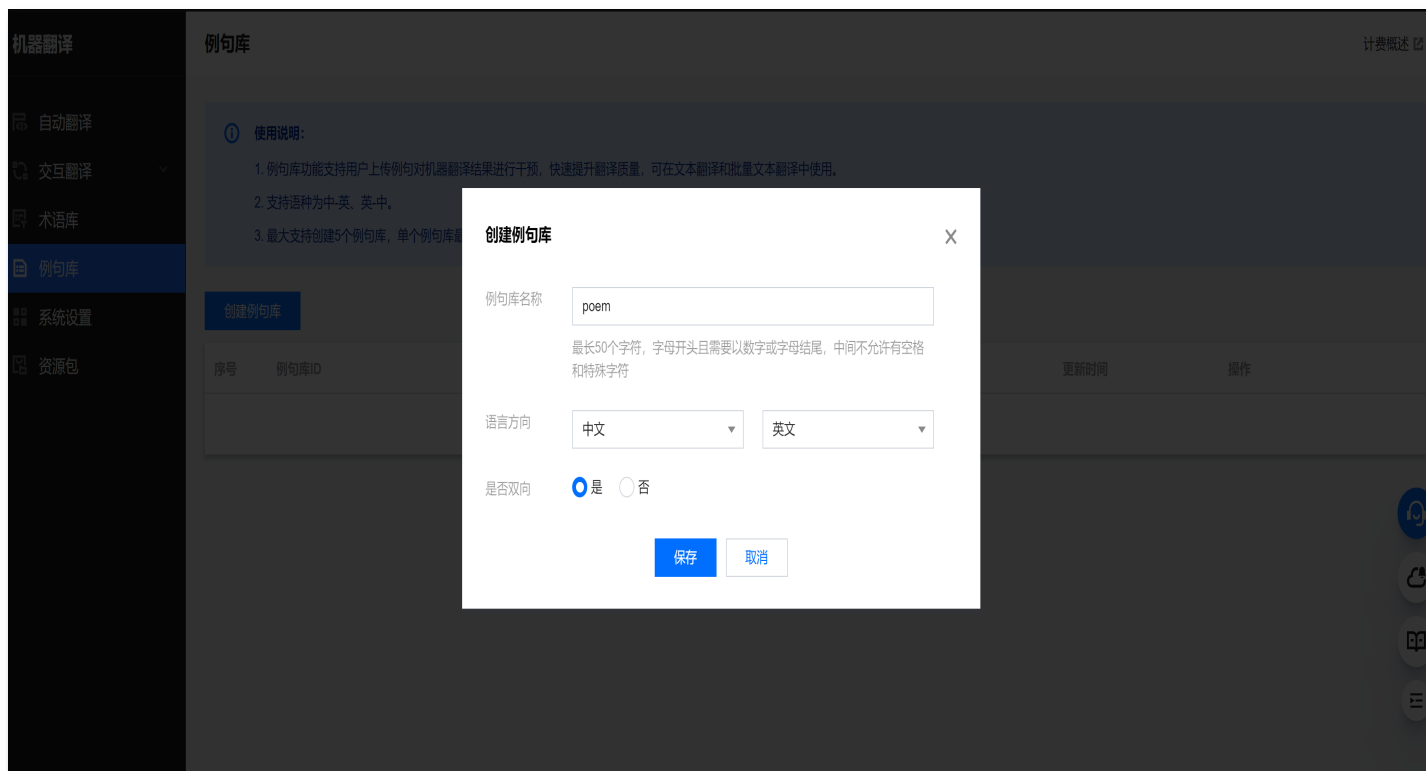 机器翻译
例句库
计费概述
自动翻译
交互翻译
术语库
例句库
系统设置
资源包
使用说明：
1. 例句库功能支持用户上传例句对机器翻译结果进行干预，快速提升翻译质量，可在文本翻译和批量文本翻译中使用。
2. 支持语种为中-英、英-中。
3. 最大支持创建5个例句库，单个例句库最
创建例句库
序号 例句库ID 更新时间 操作
创建例句库
X
例句库名称 poem
最长50个字符，字母开头且需要以数字或字母结尾，中间不允许有空格
和特殊字符
语言方向 中文 英文
是否双向 是 否
保存 取消